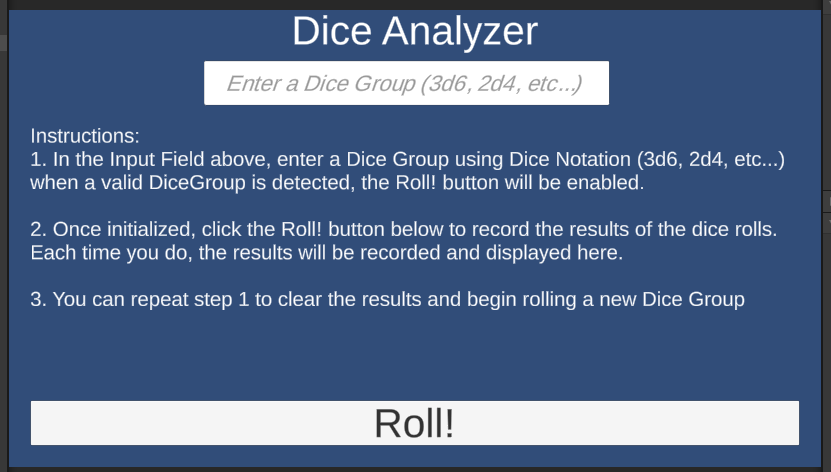 Dice Analyzer
Enter a Dice Group (3d6, 2d4, etc...)
Instructions:
1. In the Input Field above, enter a Dice Group using Dice Notation (3d6, 2d4, etc...)
when a valid DiceGroup is detected, the Roll! button will be enabled.
2. Once initialized, click the Roll! button below to record the results of the dice rolls.
Each time you do, the results will be recorded and displayed here.
3. You can repeat step 1 to clear the results and begin rolling a new Dice Group
Roll!